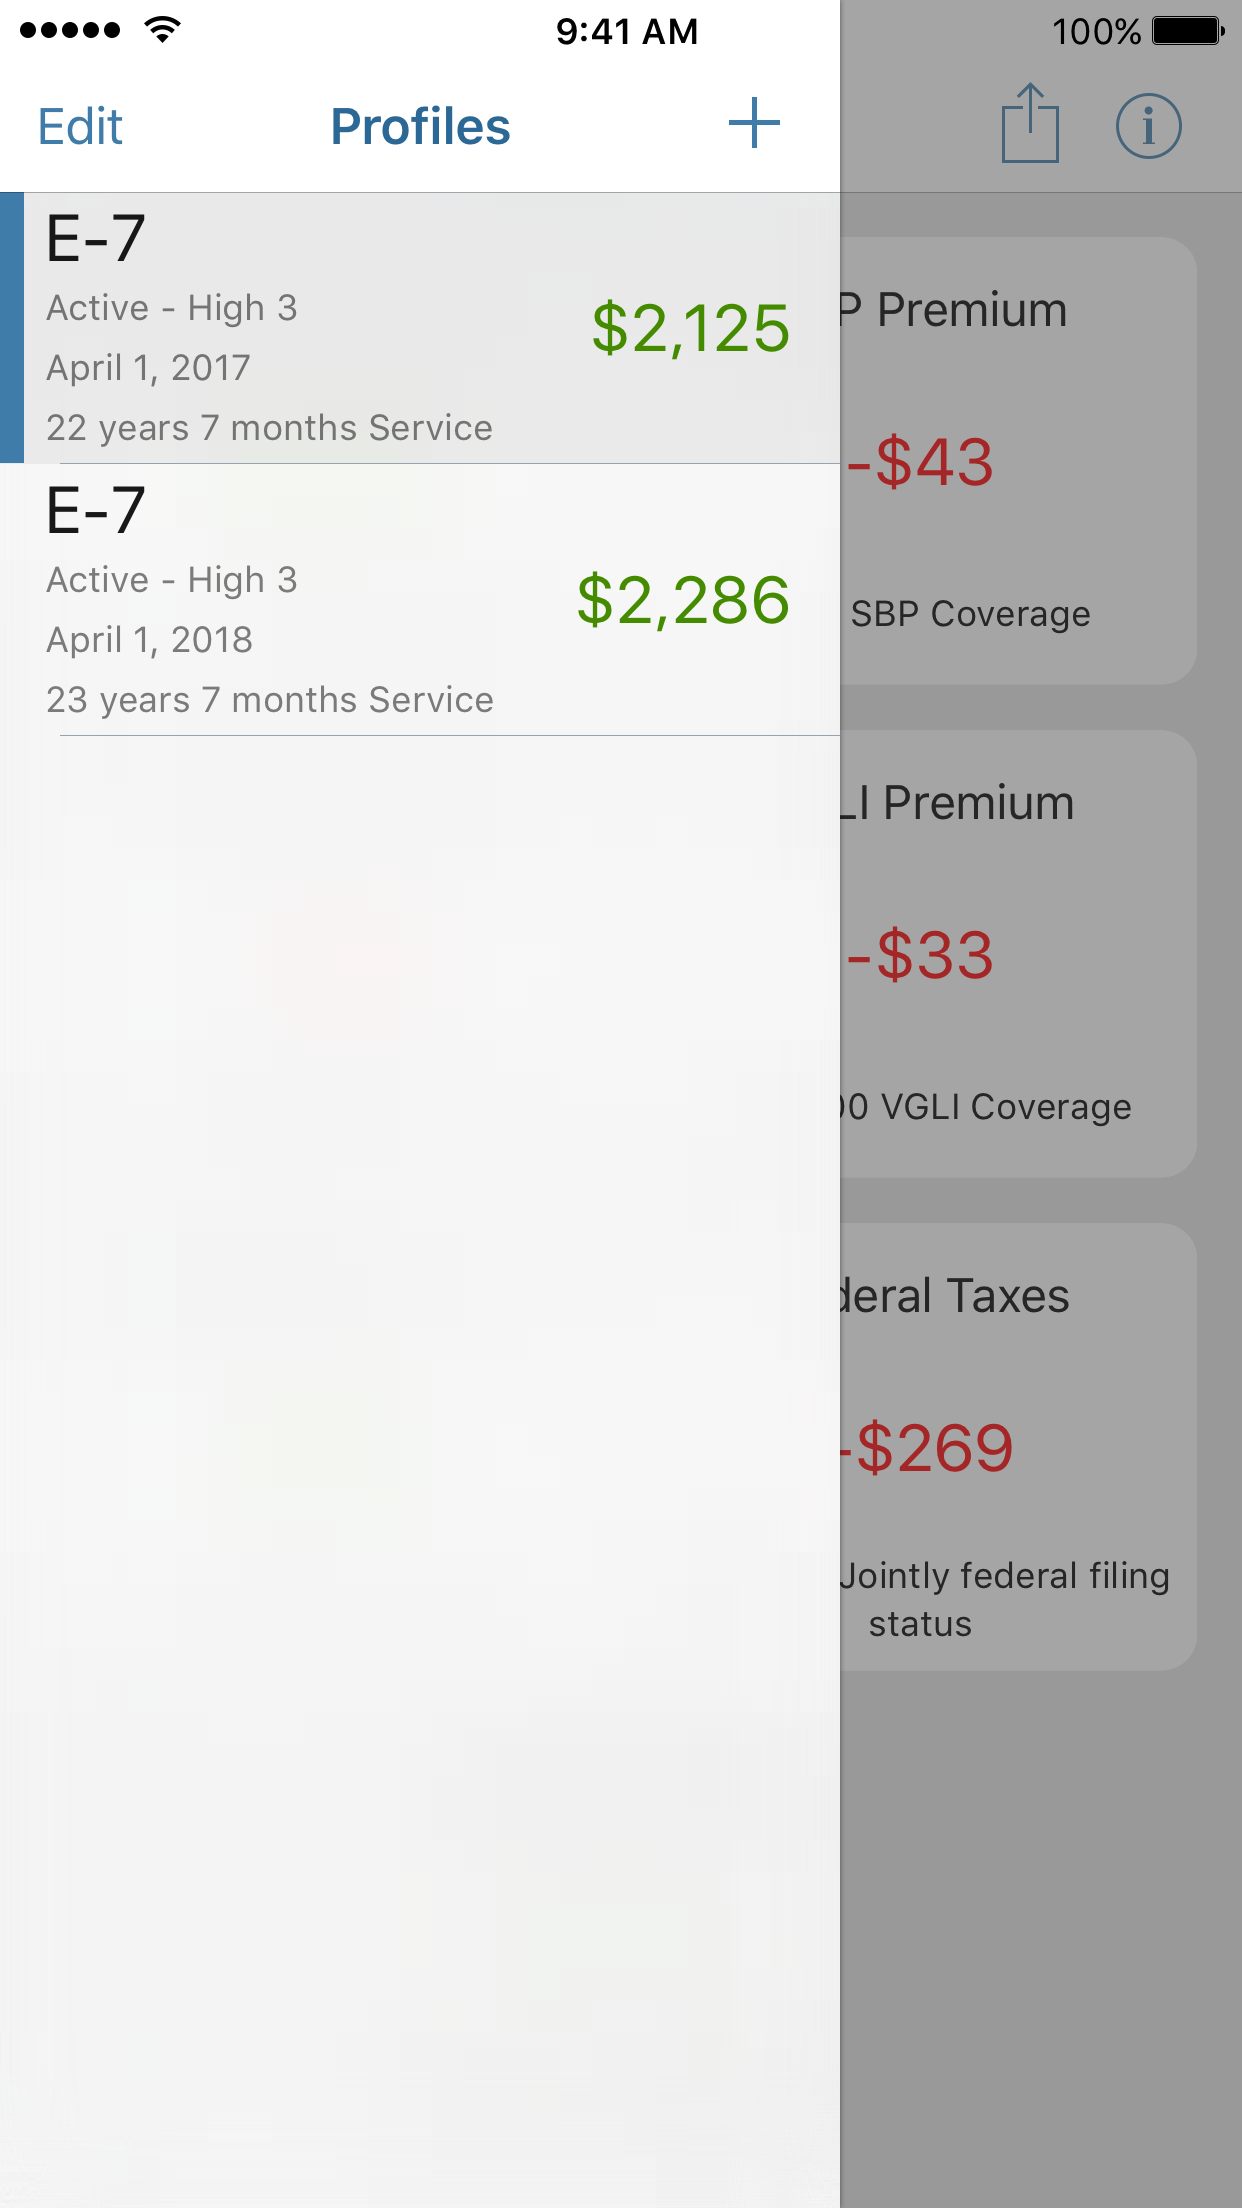 9:41 AM
100%
Edit
Profiles
E-7
Active - High 3
April 1, 2017
22 years 7 months Service
$2,125
E-7
Active - High 3
April 1, 2018
23 years 7 months Service
$2,286
P Premium
-$43
SBP Coverage
LI Premium
-$33
00 VGLI Coverage
deral Taxes
-$269
Jointly federal filing
status